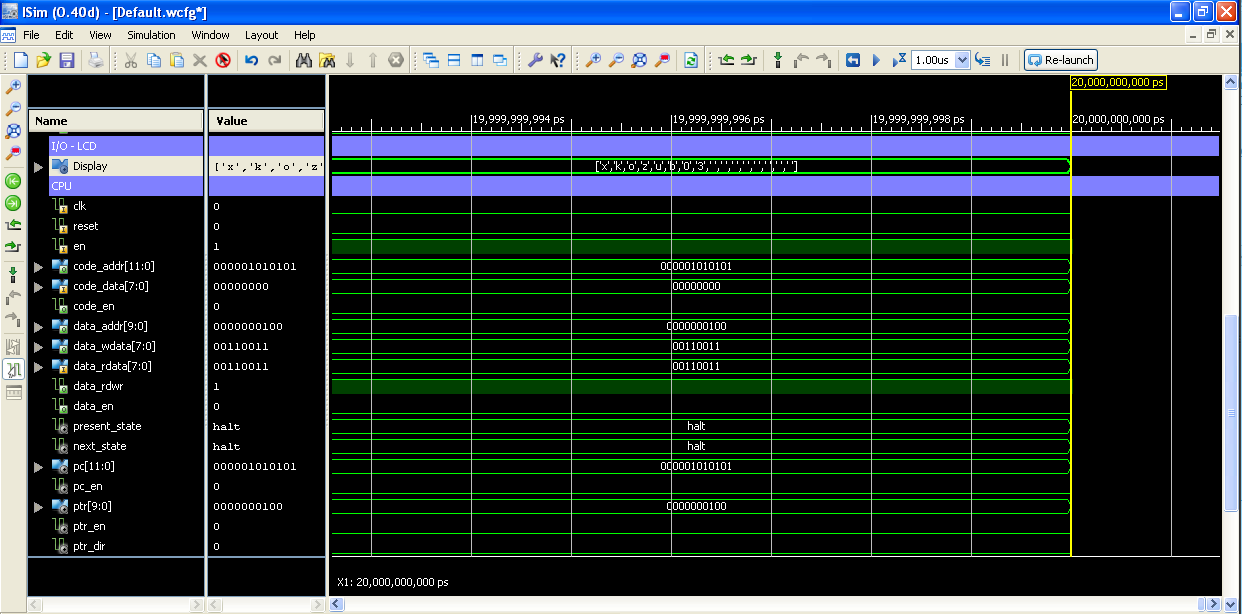 ISim (O.40d) - [Default.wcfg*]
File Edit View Simulation Window Layout Help
1.00us Re-launch
20,000,000,000 ps
Name Value 19,999,999,994 ps 19,999,999,996 ps 19,999,999,998 ps 20,000,000,000 ps
I/O - LCD
Display ['x','k','o','z' ['x','k','o','z','u','b','0','3',' ',' ',' ',' ',' ',' ',' ',' ']
CPU
clk 0
reset 0
en 1
code_addr[11:0] 000001010101 000001010101
code_data[7:0] 00000000 00000000
code_en 0
data_addr[9:0] 0000000100 0000000100
data_wdata[7:0] 00110011 00110011
data_rdata[7:0] 00110011 00110011
data_rdwr 1
data_en 0
present_state halt halt
next_state halt halt
pc[11:0] 000001010101 000001010101
pc_en 0
ptr[9:0] 0000000100 0000000100
ptr_en 0
ptr_dir 0
X1: 20,000,000,000 ps